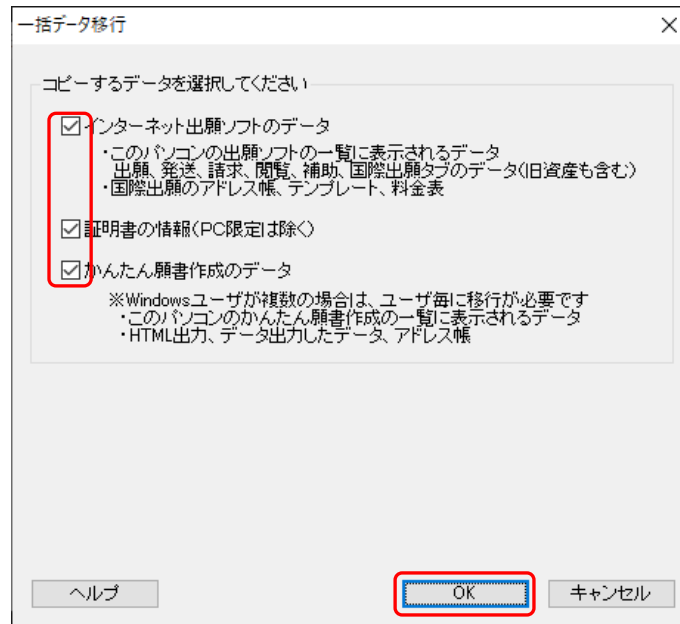 一括データ移行
コピーするデータを選択してください
インターネット出願ソフトのデータ
・このパソコンの出願ソフトの一覧に表示されるデータ
出願、発送、請求、閲覧、補助、国際出願タブのデータ(旧資産も含む)
・国際出願のアドレス帳、テンプレート、料金表
証明書の情報(PC限定は除く)
かんたん願書作成のデータ
※Windowsユーザが複数の場合は、ユーザ毎に移行が必要です
・このパソコンのかんたん願書作成の一覧に表示されるデータ
・HTML出力、データ出力したデータ、アドレス帳
ヘルプ OK キャンセル